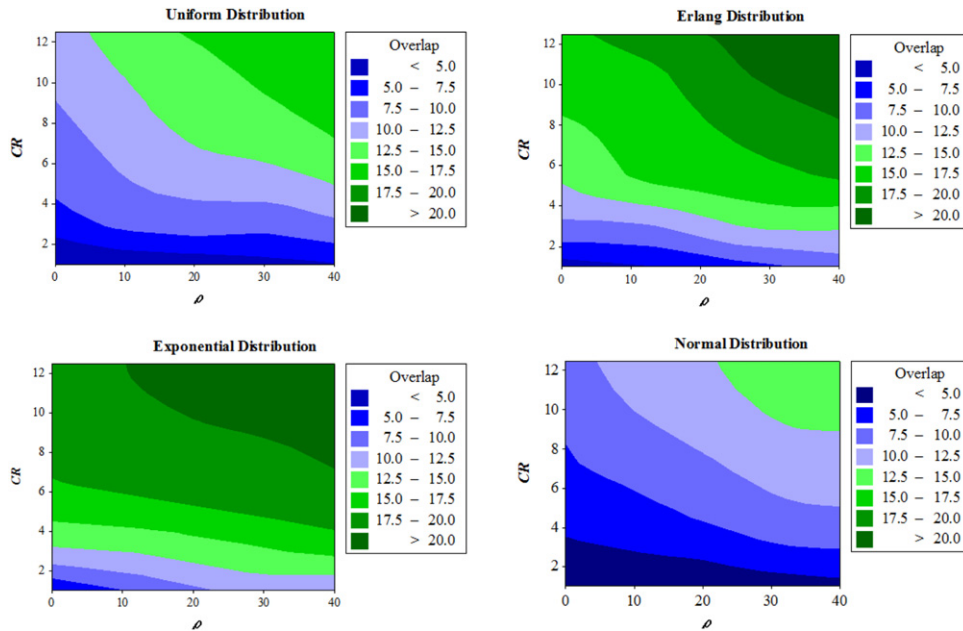 Uniform Distribution
CR
12
10
8
6
4
2
0 10 20 30 40
ρ
Overlap
< 5.0
5.0 – 7.5
7.5 – 10.0
10.0 – 12.5
12.5 – 15.0
15.0 – 17.5
17.5 – 20.0
> 20.0
Erlang Distribution
CR
12
10
8
6
4
2
0 10 20 30 40
ρ
Overlap
< 5.0
5.0 – 7.5
7.5 – 10.0
10.0 – 12.5
12.5 – 15.0
15.0 – 17.5
17.5 – 20.0
> 20.0
Exponential Distribution
CR
12
10
8
6
4
2
0 10 20 30 40
ρ
Overlap
< 5.0
5.0 – 7.5
7.5 – 10.0
10.0 – 12.5
12.5 – 15.0
15.0 – 17.5
17.5 – 20.0
> 20.0
Normal Distribution
CR
12
10
8
6
4
2
0 10 20 30 40
ρ
Overlap
< 5.0
5.0 – 7.5
7.5 – 10.0
10.0 – 12.5
12.5 – 15.0
15.0 – 17.5
17.5 – 20.0
> 20.0